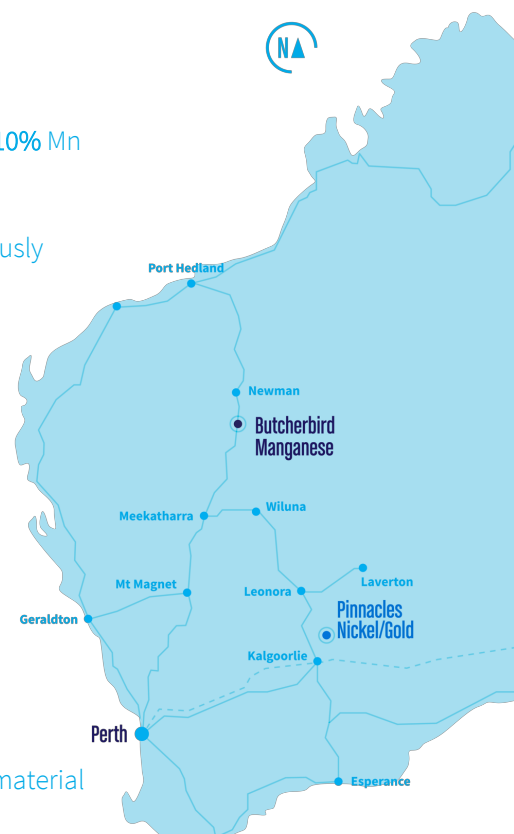 N
10% Mn
usly
Port Hedland
Newman
Butcherbird
Manganese
Wiluna
Meekatharra
Laverton
Mt Magnet
Leonora
Pinnacles
Nickel/Gold
Geraldton
Kalgoorlie
Perth
material
Esperance